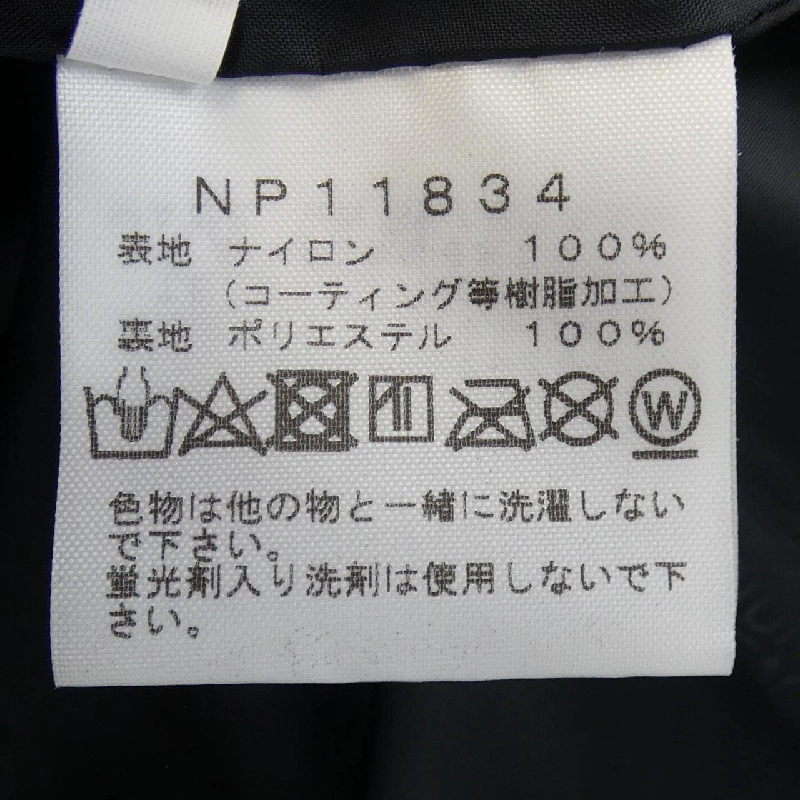 NP11834
表地 ナイロン 100%
(コーティング等樹脂加工)
裏地 ポリエステル 100%
W
色物は他の物と一緒に洗濯しない
で下さい。
蛍光剤入り洗剤は使用しないで下
さい。